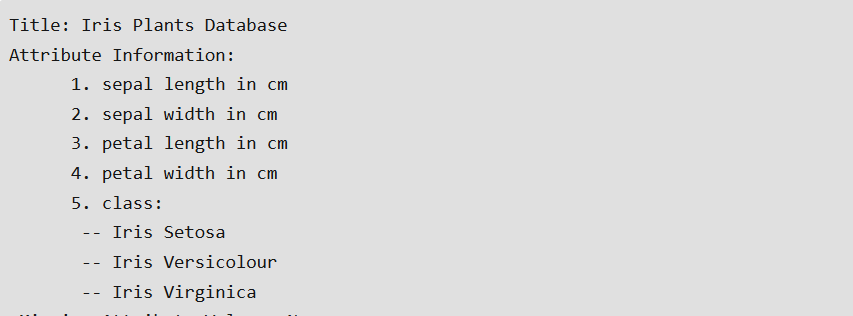 Title: Iris Plants Database
Attribute Information:
1. sepal length in cm
2. sepal width in cm
3. petal length in cm
4. petal width in cm
5. class:
-- Iris Setosa
-- Iris Versicolour
-- Iris Virginica